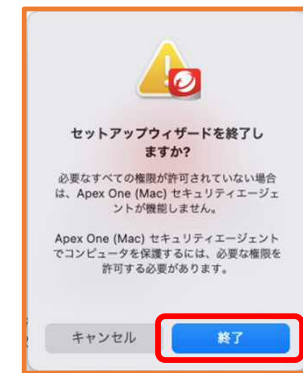 セットアップウィザードを終了し
ますか?
必要なすべての権限が許可されていない場合
は、Apex One (Mac) セキュリティエージェ
ントが機能しません。
Apex One (Mac) セキュリティエージェント
でコンピュータを保護するには、必要な権限を
許可する必要があります。
キャンセル
終了